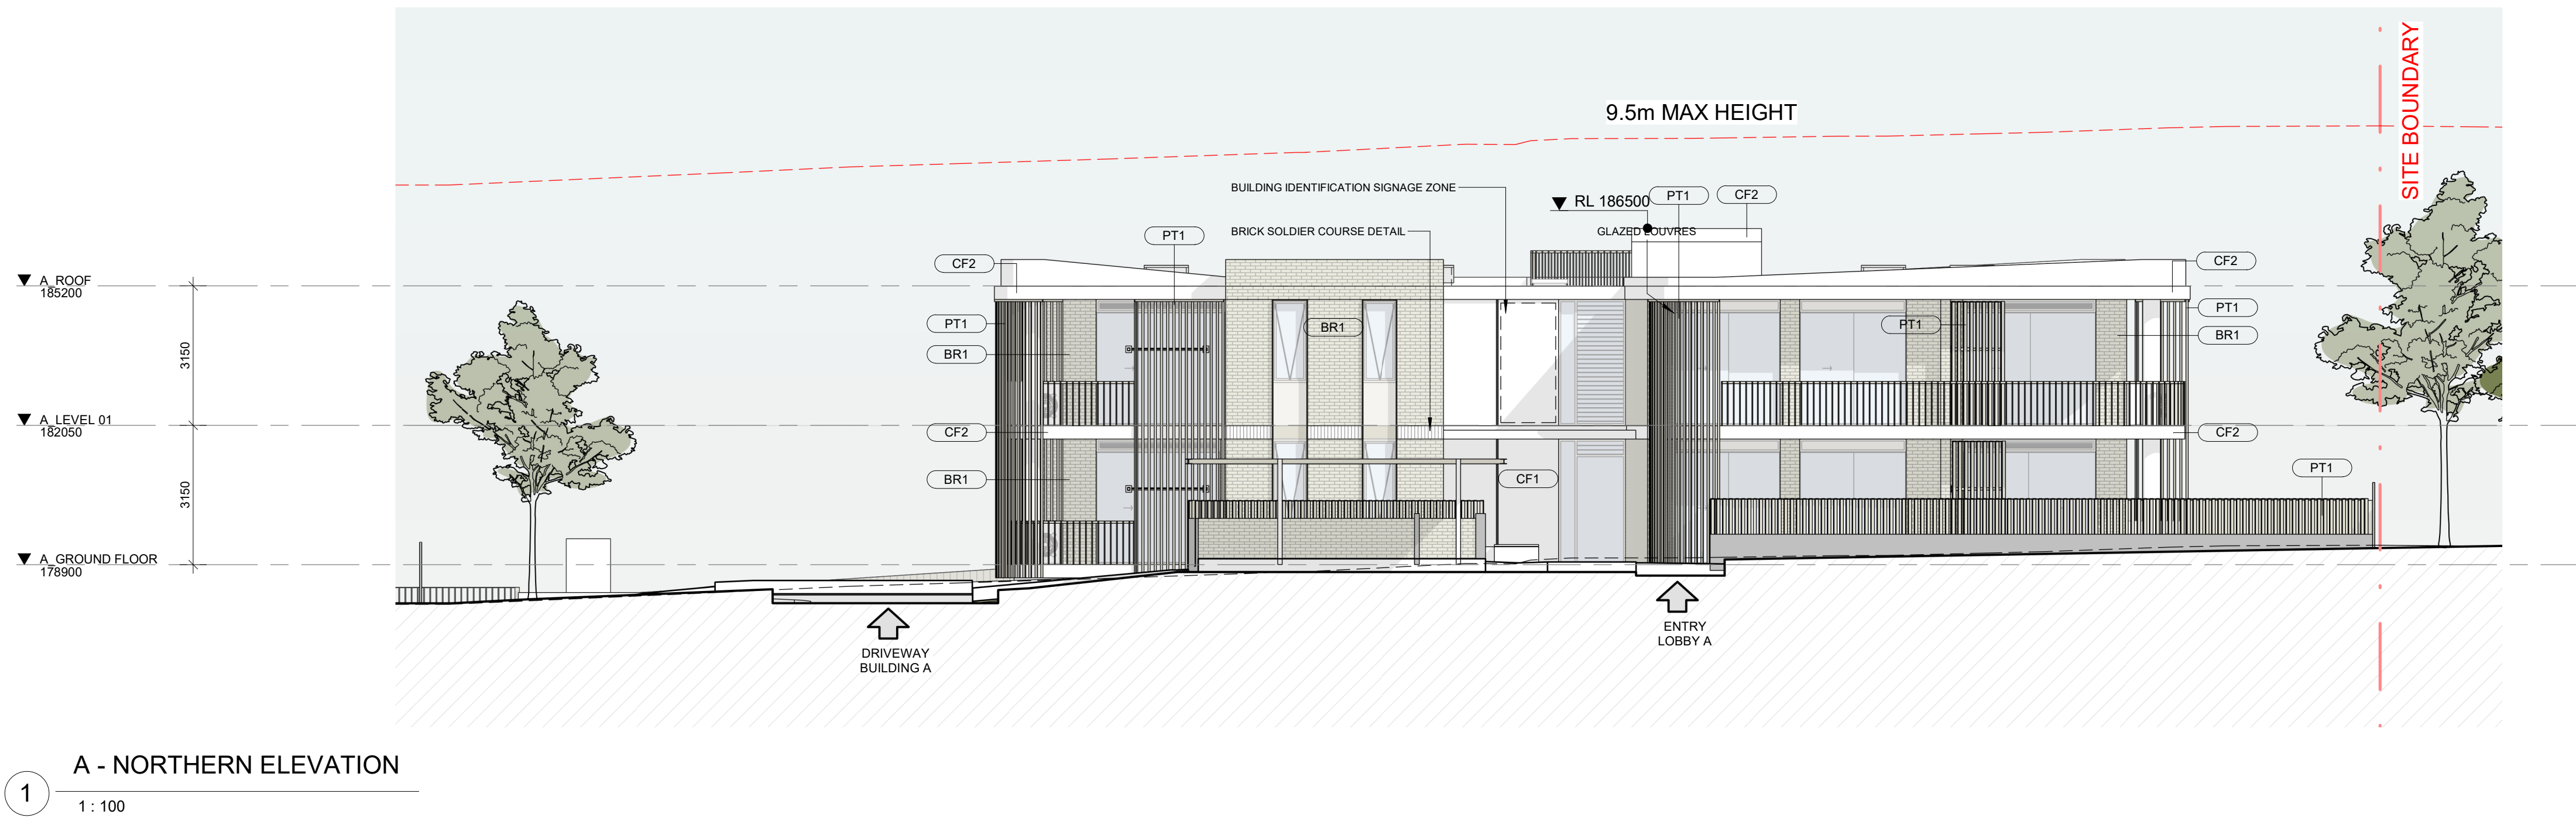 SITE BOUNDARY
9.5m MAX HEIGHT
BUILDING IDENTIFICATION SIGNAGE ZONE
RL 186500
PT1
CF2
BRICK SOLDIER COURSE DETAIL
GLAZED LOUVRES
PT1
CF2
CF2
A_ROOF
185200
PT1
PT1
BR1
PT1
BR1
BR1
3150
A_LEVEL 01
182050
CF2
CF2
PT1
BR1
CF1
3150
A_GROUND FLOOR
178900
DRIVEWAY
BUILDING A
ENTRY
LOBBY A
1
A - NORTHERN ELEVATION
1 : 100